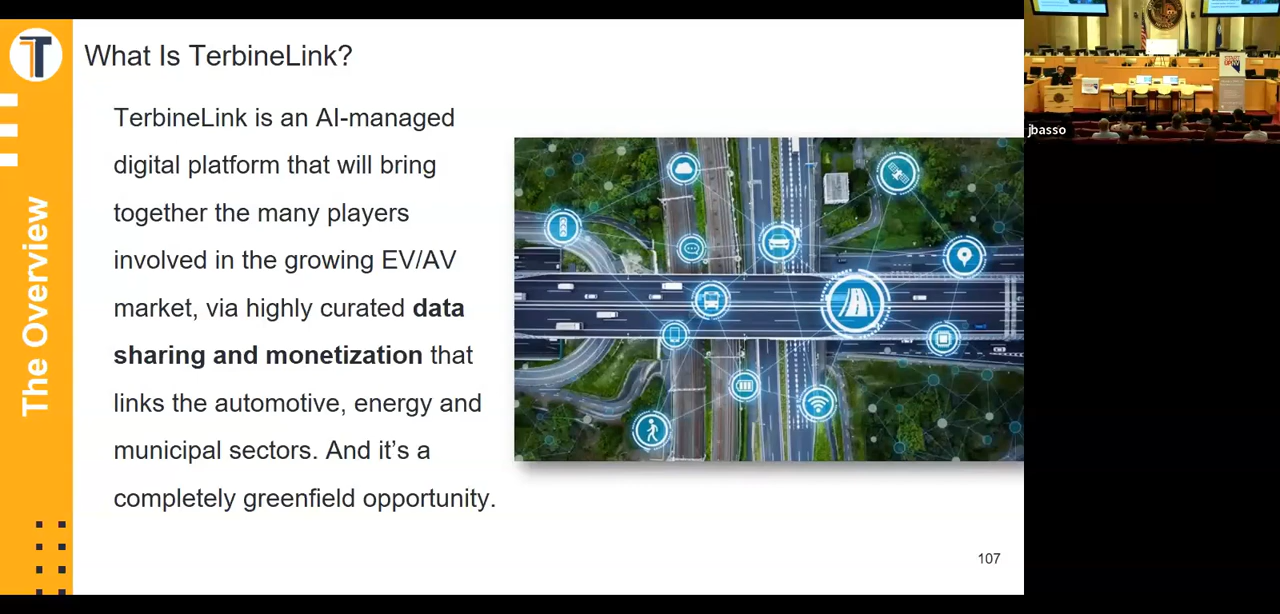 What Is TerbineLink?
TerbineLink is an AI-managed
digital platform that will bring
together the many players
involved in the growing EV/AV
market, via highly curated data
sharing and monetization that
links the automotive, energy and
municipal sectors. And it’s a
completely greenfield opportunity.
The Overview
107
jbasso
UPNV